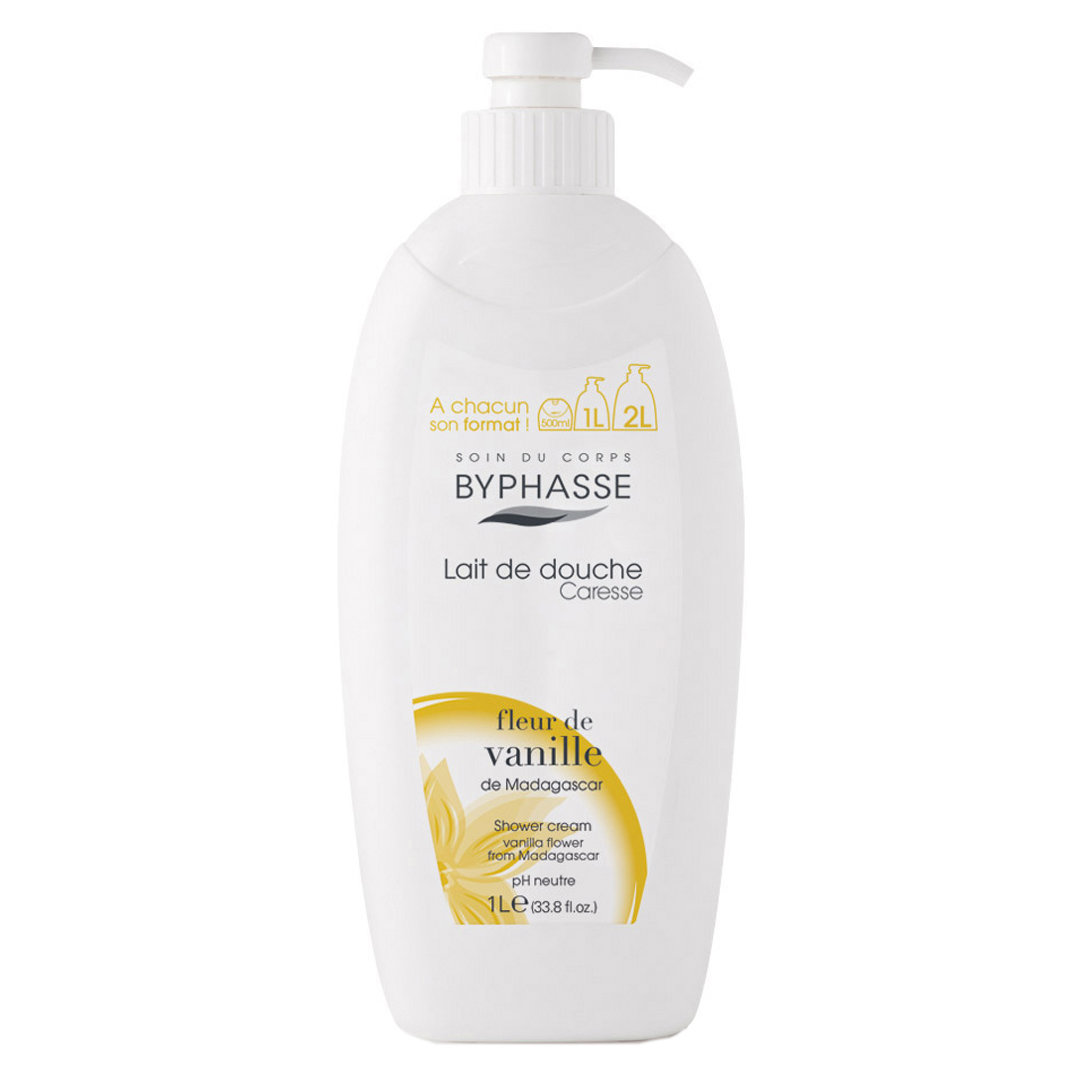 A chacun
son format !
500ml 1L 2L
SOIN DU CORPS
BYPHASSE
Lait de douche
Caresse
fleur de
vanille
de Madagascar
Shower cream
vanilla flower
from Madagascar
pH neutre
1L℮ (33.8 fl.oz.)